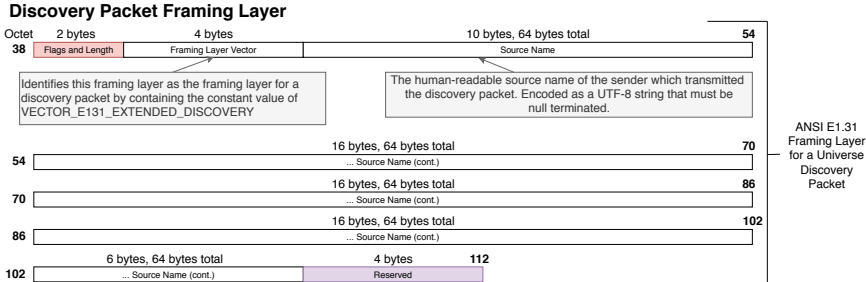 Discovery Packet Framing Layer
Octet 2 bytes 4 bytes 10 bytes, 64 bytes total 54
38 Flags and Length Framing Layer Vector Source Name
Identifies this framing layer as the framing layer for a
discovery packet by containing the constant value of
VECTOR_E131_EXTENDED_DISCOVERY
The human-readable source name of the sender which transmitted
the discovery packet. Encoded as a UTF-8 string that must be
null terminated.
16 bytes, 64 bytes total 70
54 ... Source Name (cont.)
16 bytes, 64 bytes total 86
70 ... Source Name (cont.)
16 bytes, 64 bytes total 102
86 ... Source Name (cont.)
6 bytes, 64 bytes total 4 bytes 112
102 ... Source Name (cont.) Reserved
ANSI E1.31
Framing Layer
for a Universe
Discovery
Packet